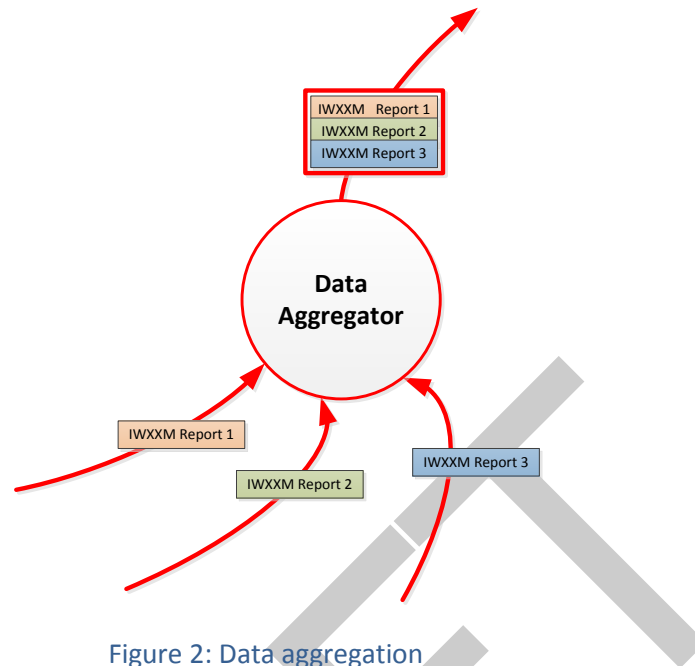 IWXXM Report 1
IWXXM Report 2
IWXXM Report 3
Data
Aggregator
IWXXM Report 1
IWXXM Report 2
IWXXM Report 3
Figure 2: Data aggregation